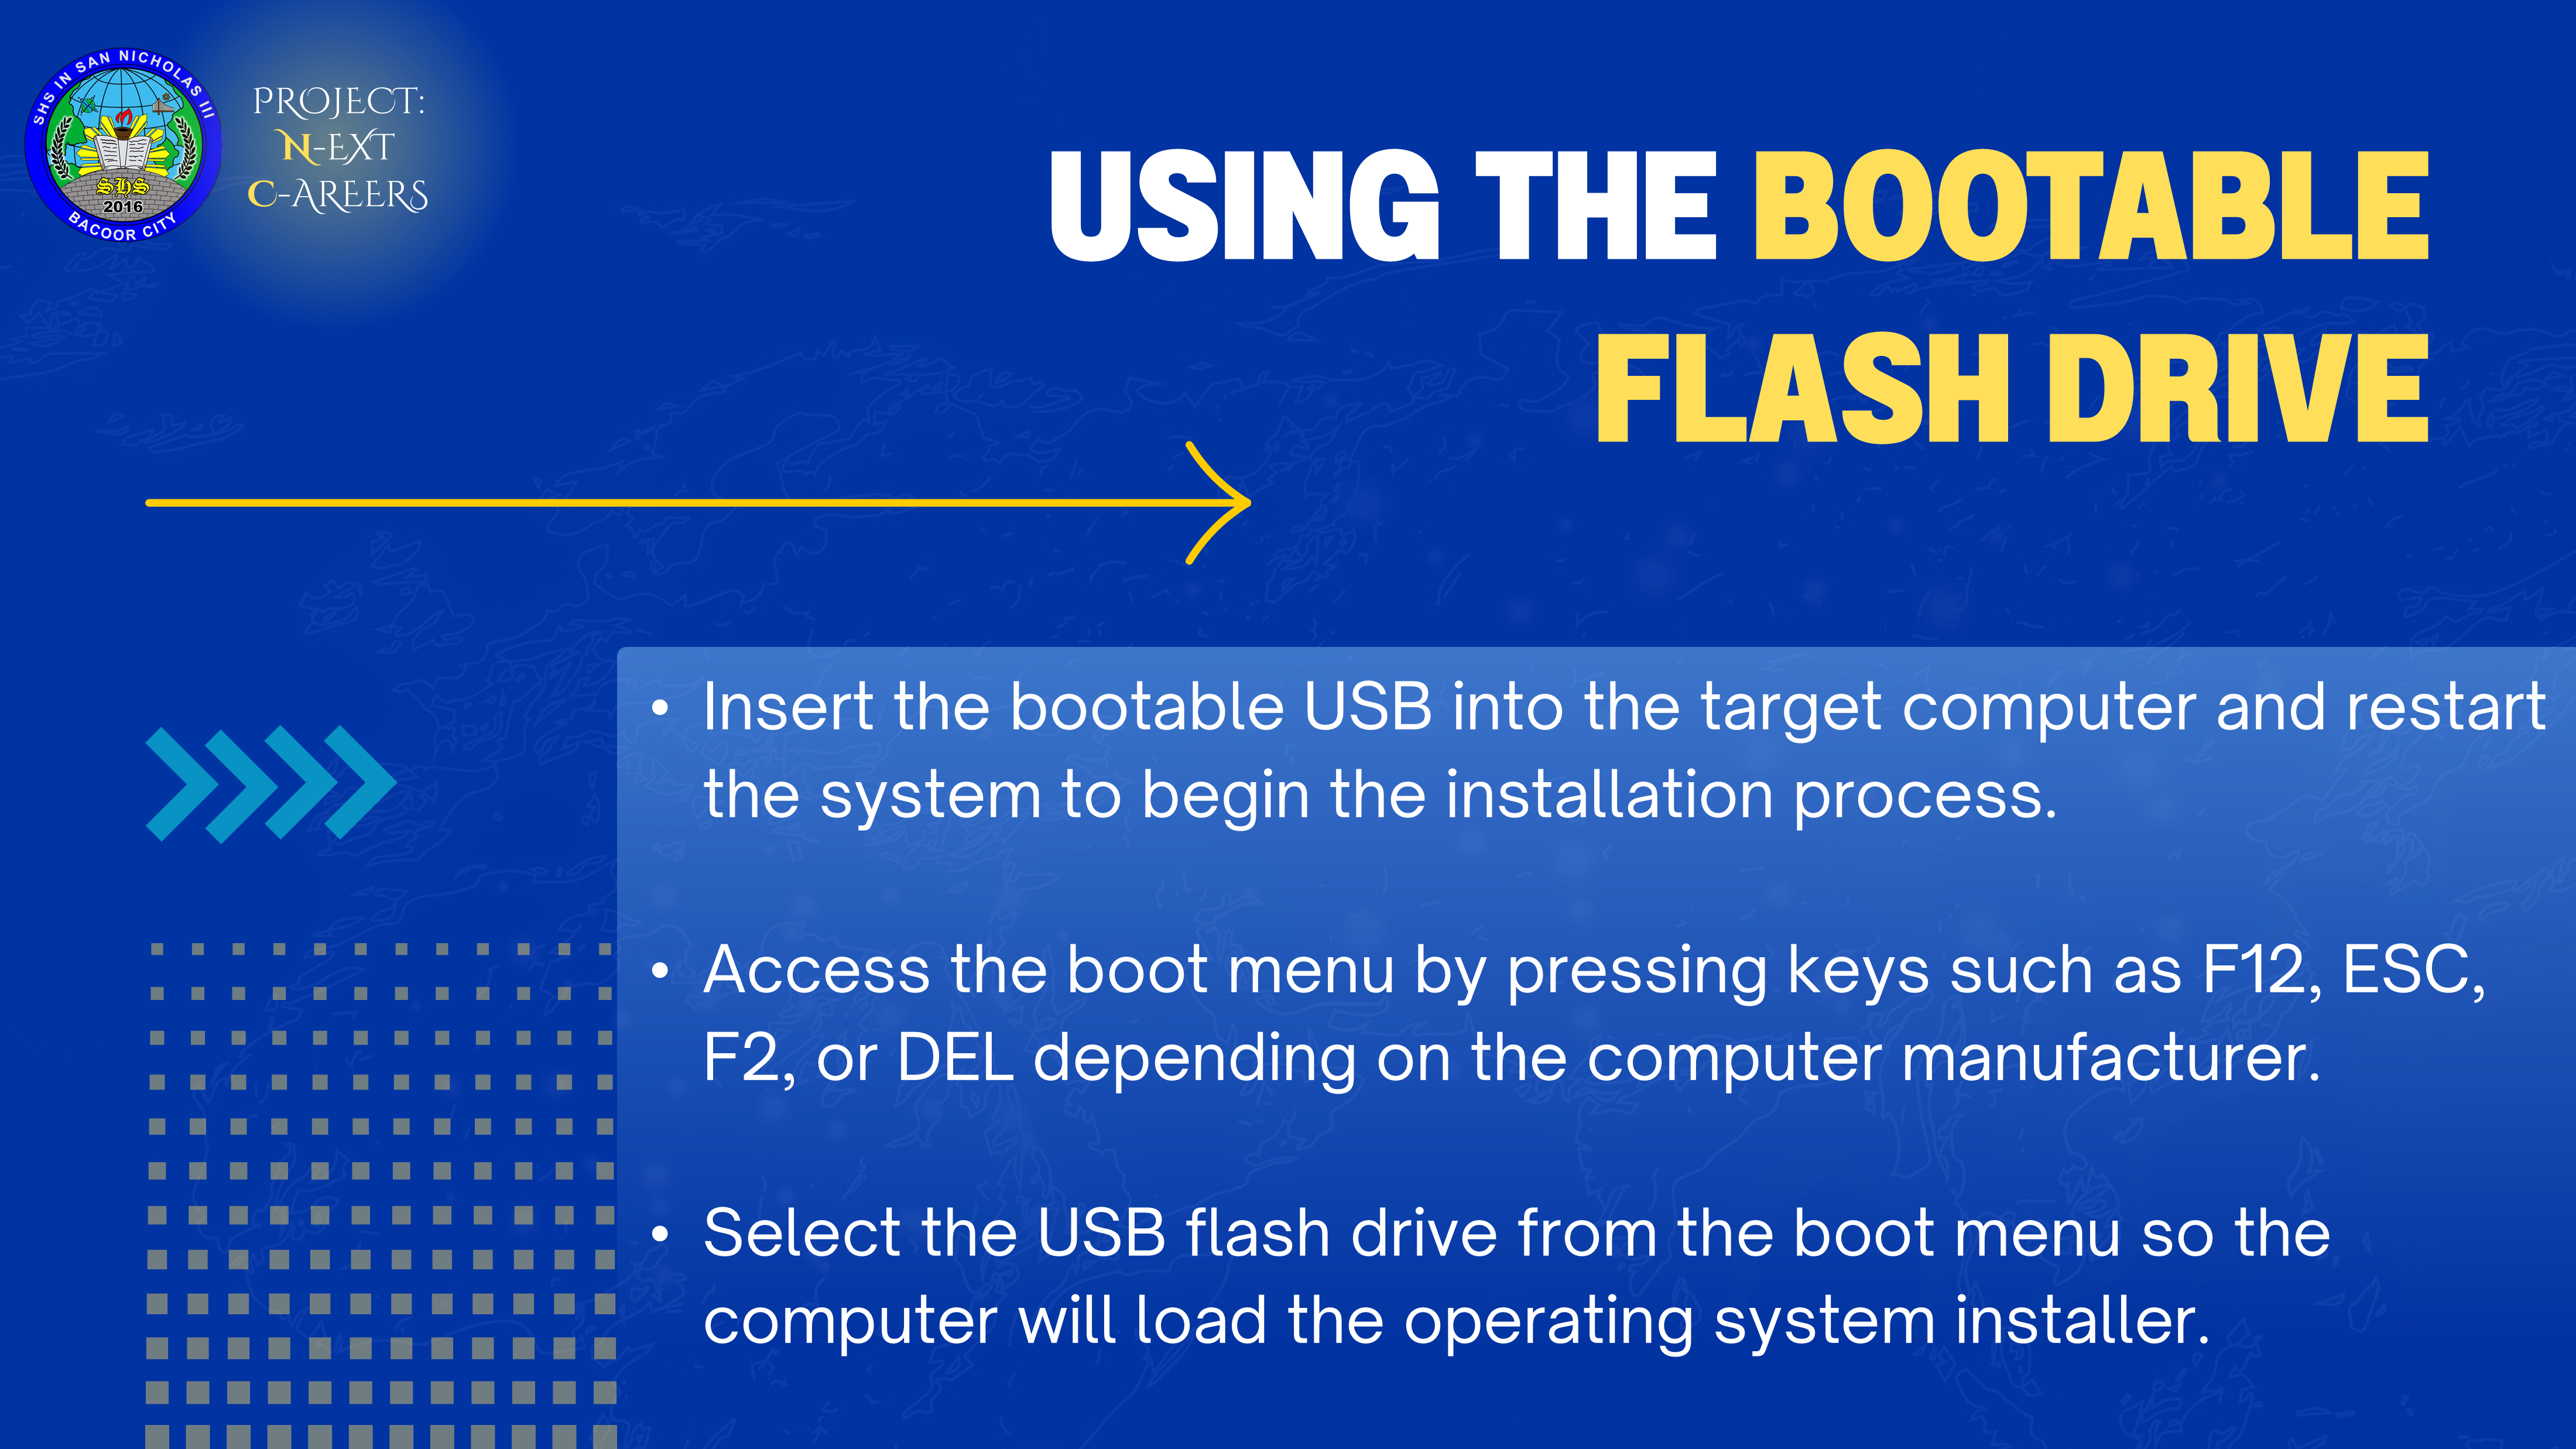 SHS IN SAN NICHOLAS III
SHS
2016
BACOOR CITY
PROJECT:
N-EXT
C-AREERS
USING THE BOOTABLE
FLASH DRIVE
• Insert the bootable USB into the target computer and restart
the system to begin the installation process.
• Access the boot menu by pressing keys such as F12, ESC,
F2, or DEL depending on the computer manufacturer.
• Select the USB flash drive from the boot menu so the
computer will load the operating system installer.